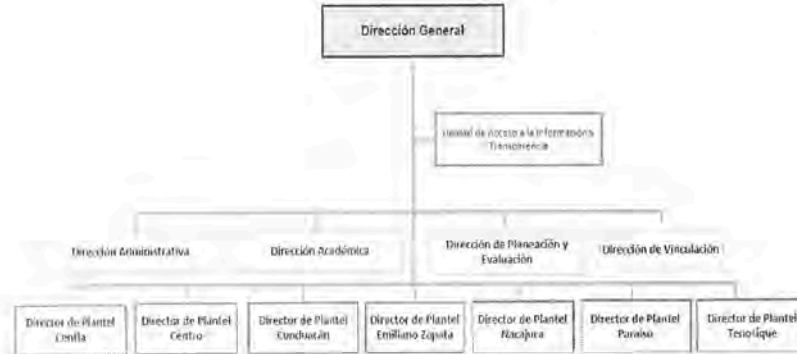 Dirección General
Unidad de Acceso a la Información y
Transparencia
Dirección Administrativa
Dirección Académica
Dirección de Planeación y
Evaluación
Dirección de Vinculación
Director de Plantel
Centla
Director de Plantel
Centro
Director de Plantel
Cunduacán
Director de Plantel
Emiliano Zapata
Director de Plantel
Nacajuca
Director de Plantel
Paraíso
Director de Plantel
Tenosique